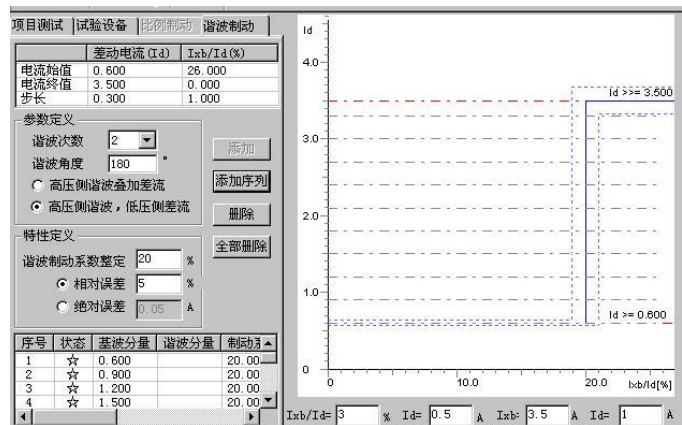 项目测试 试验设备 比例制动 谐波制动
差动电流(Id) Ixb/Id(%)
电流始值 0.600 26.000
电流终值 3.500 0.000
步长 0.300 1.000
参数定义
谐波次数 2
谐波角度 180 °
高压侧谐波叠加差流
高压侧谐波,低压侧差流
添加
添加序列
删除
全部删除
特性定义
谐波制动系数整定 20 %
相对误差 5 %
绝对误差 0.05 A
序号 状态 基波分量 谐波分量 制动系
1 ☆ 0.600 20.00
2 ☆ 0.900 20.00
3 ☆ 1.200 20.00
4 ☆ 1.500 20.00
Id
4.0
Id >>= 3.500
3.0
2.0
1.0
Id >= 0.600
0
0 10.0 20.0 Ixb/Id[%]
Ixb/Id= 3 % Id= 0.5 A Ixb= 3.5 A Id= 1 A